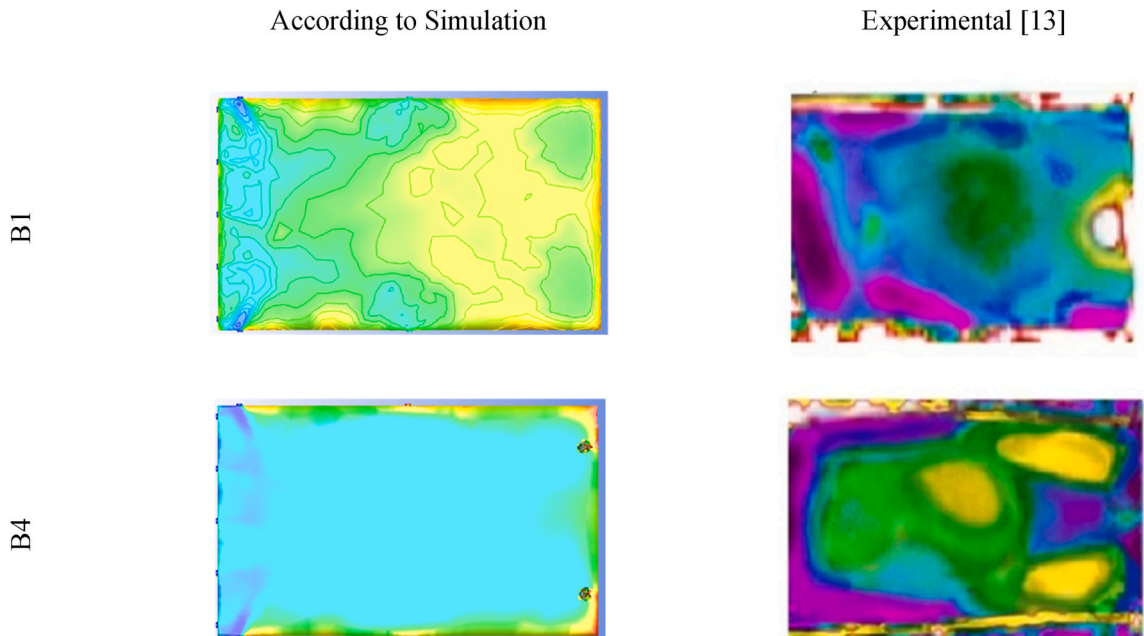 According to Simulation
Experimental [13]
B1
B4